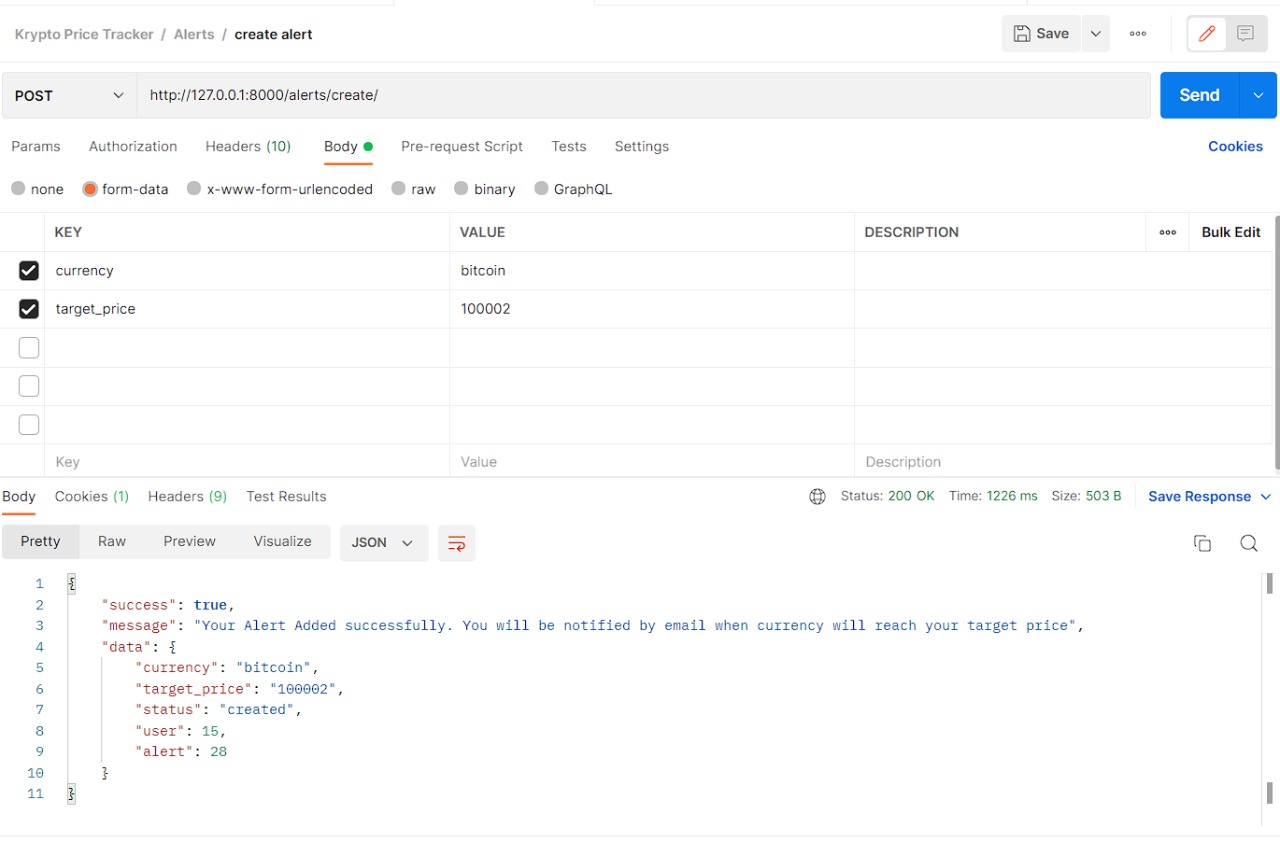 Krypto Price Tracker / Alerts / create alert Save ooo
POST http://127.0.0.1:8000/alerts/create/ Send
Params Authorization Headers (10) Body Pre-request Script Tests Settings Cookies
none form-data x-www-form-urlencoded raw binary GraphQL
KEY VALUE DESCRIPTION ooo Bulk Edit
currency bitcoin
target_price 100002
Key Value Description
Body Cookies (1) Headers (9) Test Results Status: 200 OK Time: 1226 ms Size: 503 B Save Response
Pretty Raw Preview Visualize JSON
1 {
2 "success": true,
3 "message": "Your Alert Added successfully. You will be notified by email when currency will reach your target price",
4 "data": {
5 "currency": "bitcoin",
6 "target_price": "100002",
7 "status": "created",
8 "user": 15,
9 "alert": 28
10 }
11 }